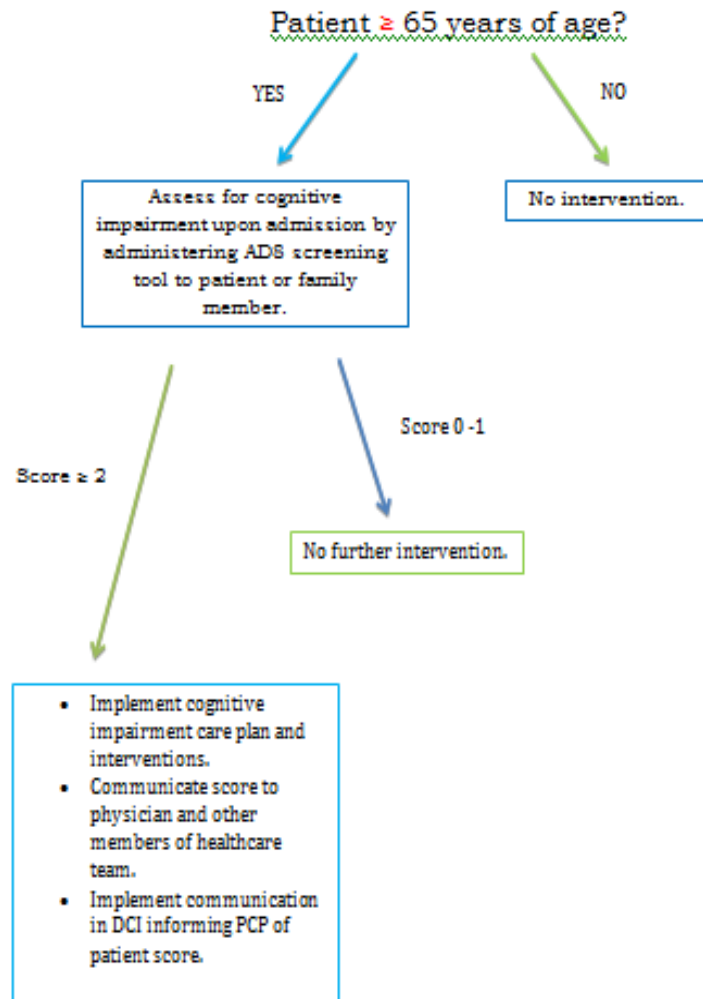 Patient ≥ 65 years of age?
YES
NO
Assess for cognitive
impairment upon admission by
administering AD8 screening
tool to patient or family
member.
No intervention.
Score 0 -1
Score ≥ 2
No further intervention.
• Implement cognitive
impairment care plan and
interventions.
• Communicate score to
physician and other
members of healthcare
team.
• Implement communication
in DCI informing PCP of
patient score.